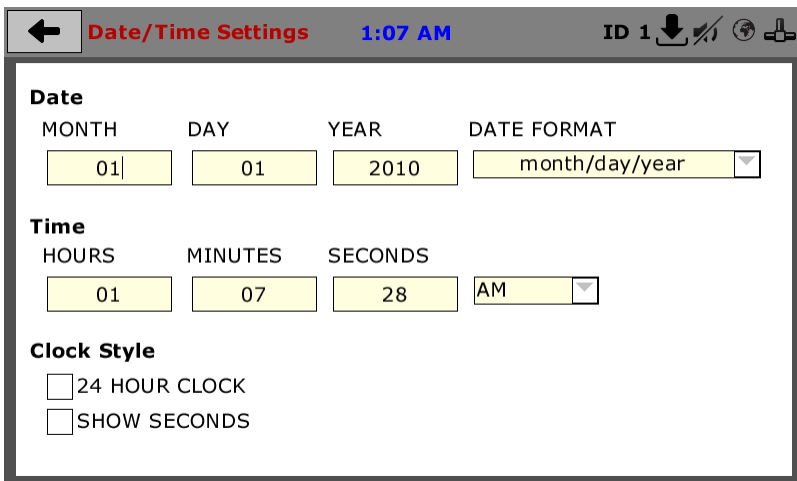 Date/Time Settings 1:07 AM ID 1
Date
MONTH DAY YEAR DATE FORMAT
01 01 2010 month/day/year
Time
HOURS MINUTES SECONDS
01 07 28 AM
Clock Style
24 HOUR CLOCK
SHOW SECONDS